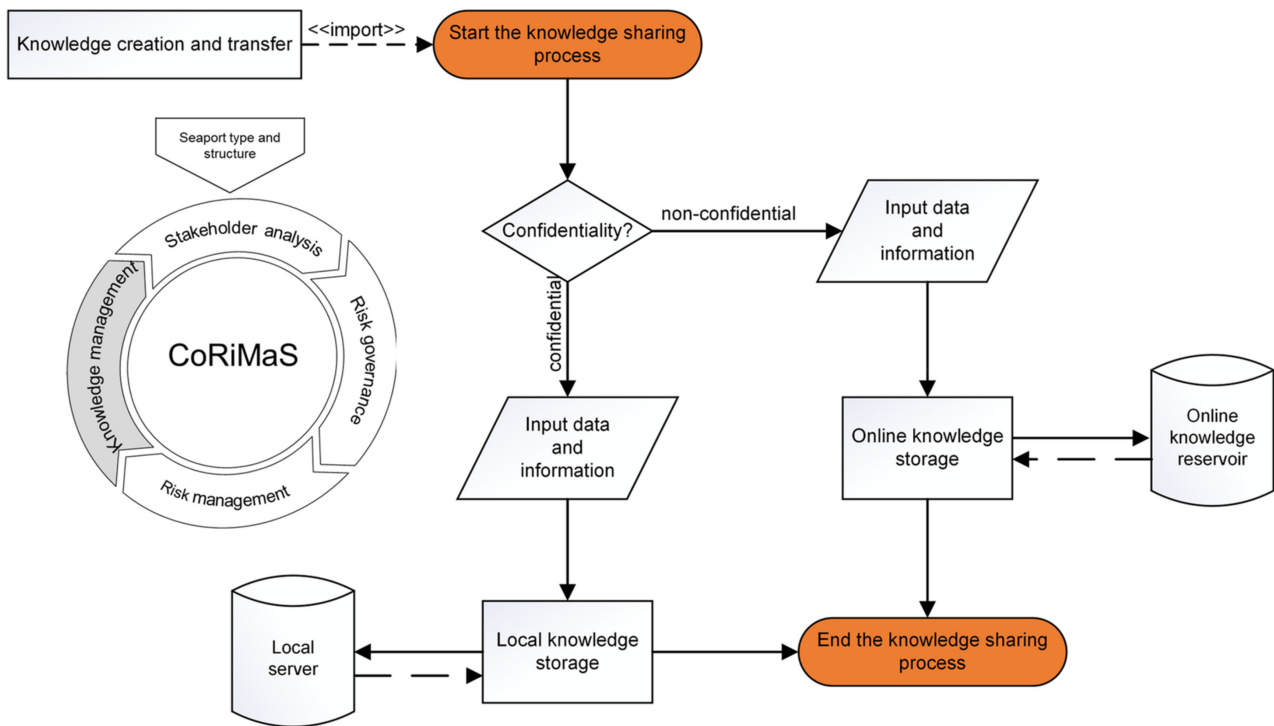 Knowledge creation and transfer
<<import>>
Start the knowledge sharing
process
Seaport type and
structure
Stakeholder analysis
Risk governance
Risk management
Knowledge management
CoRiMaS
Confidentiality?
non-confidential
confidential
Input data
and
information
Input data
and
information
Online knowledge
storage
Online
knowledge
reservoir
Local
server
Local knowledge
storage
End the knowledge sharing
process